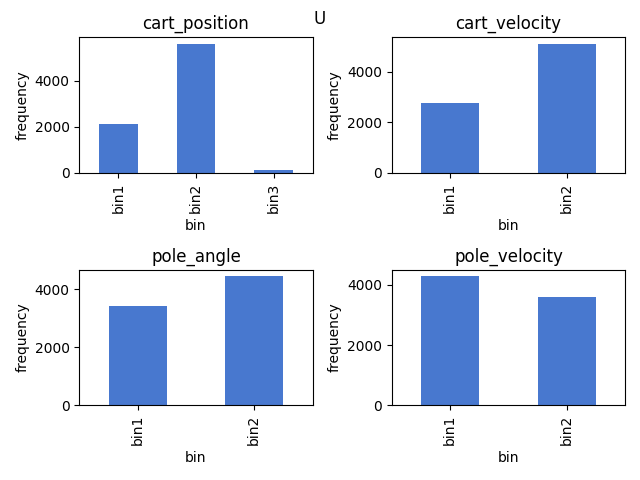 U
cart_position
frequency
4000
2000
0
bin1
bin2
bin3
bin
cart_velocity
frequency
4000
2000
0
bin1
bin2
bin
pole_angle
frequency
4000
2000
0
bin1
bin2
bin
pole_velocity
frequency
4000
2000
0
bin1
bin2
bin